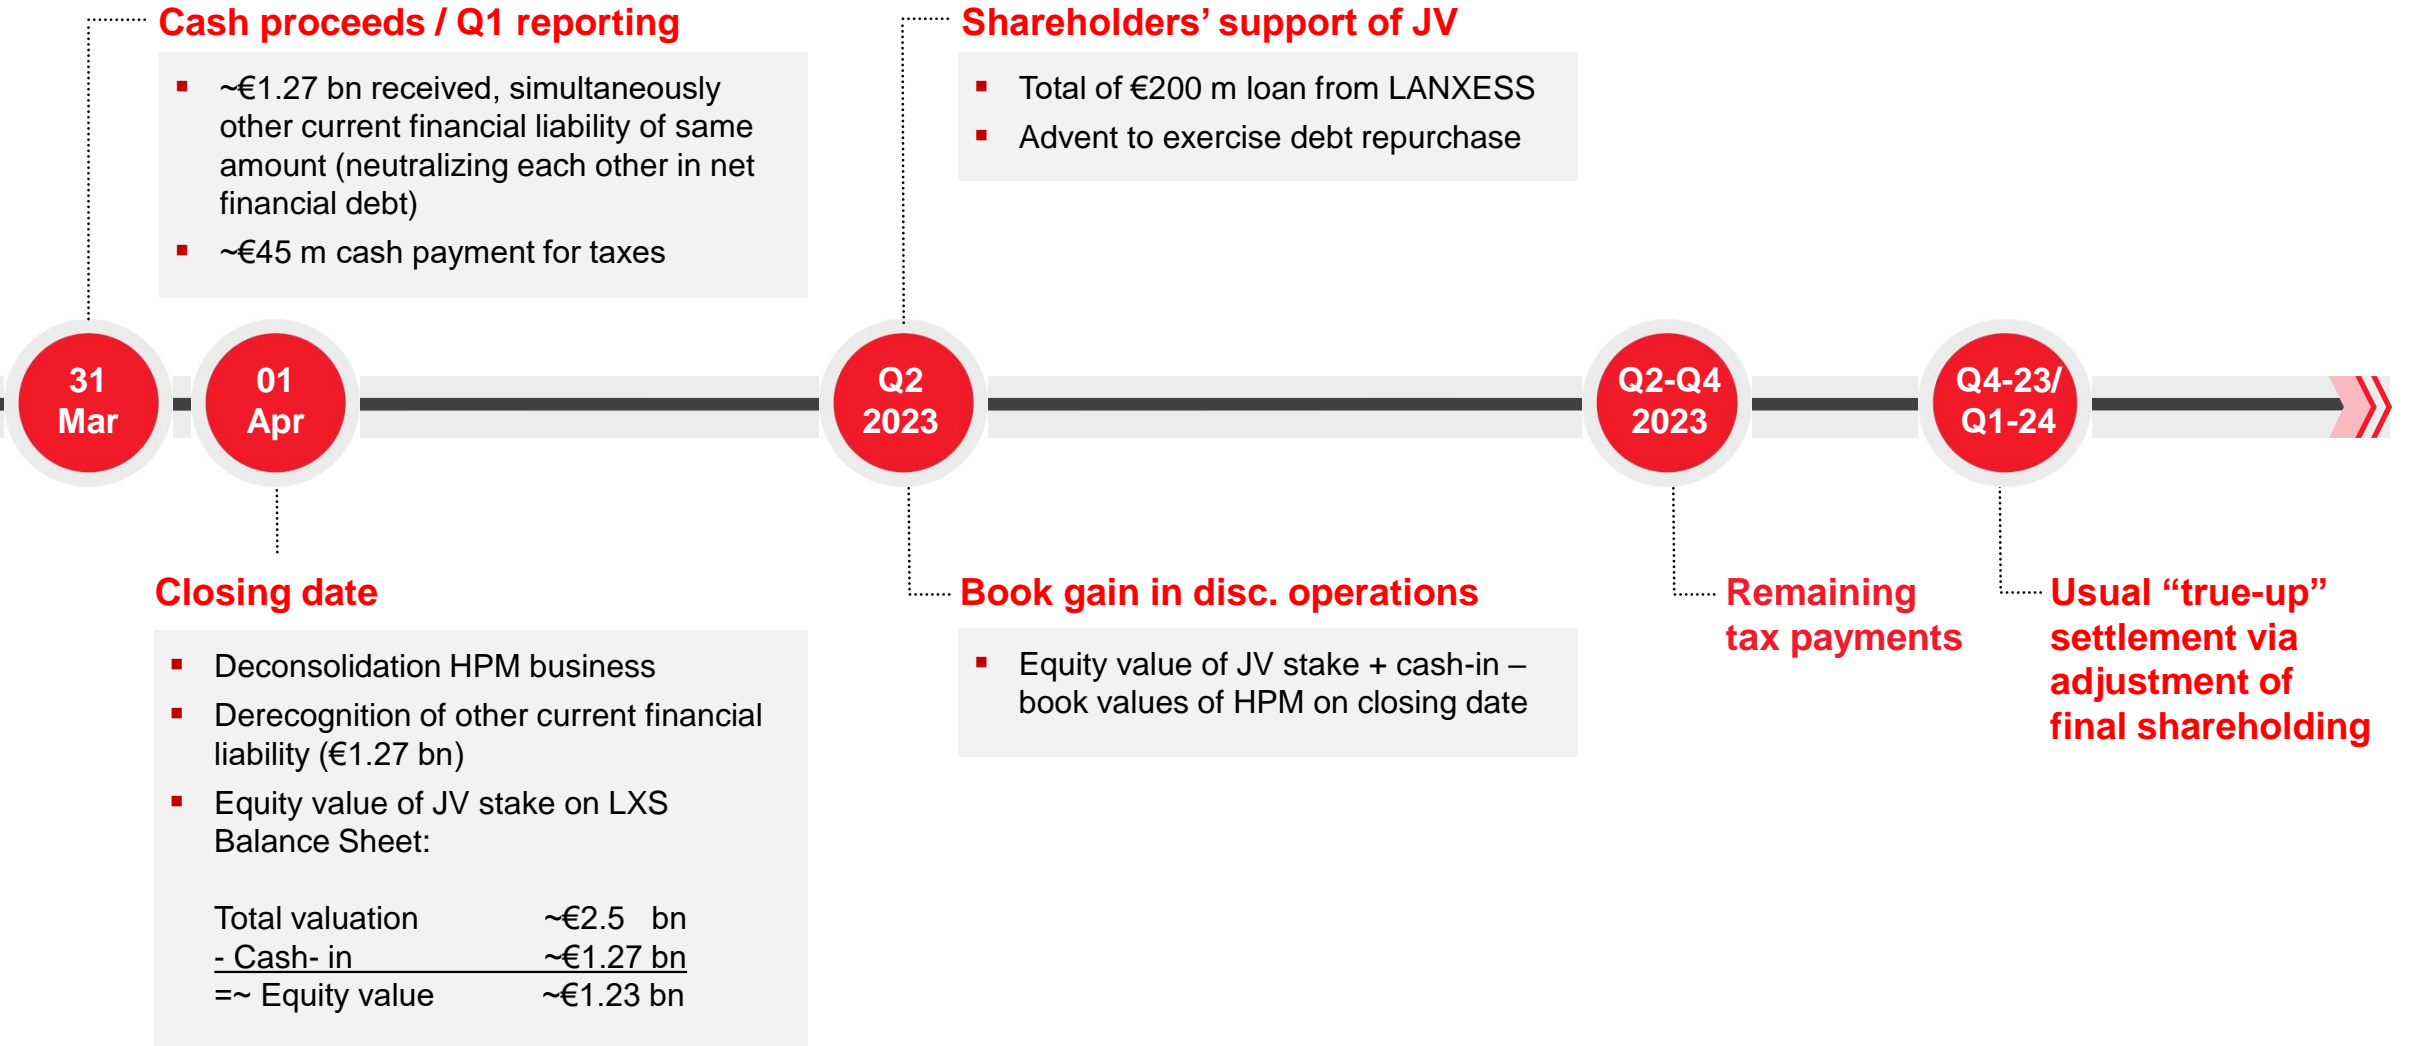 Cash proceeds / Q1 reporting
▪ ~€1.27 bn received, simultaneously
other current financial liability of same
amount (neutralizing each other in net
financial debt)
▪ ~€45 m cash payment for taxes
Shareholders’ support of JV
▪ Total of €200 m loan from LANXESS
▪ Advent to exercise debt repurchase
31
Mar
01
Apr
Q2
2023
Q2-Q4
2023
Q4-23/
Q1-24
Closing date
▪ Deconsolidation HPM business
▪ Derecognition of other current financial
liability (€1.27 bn)
▪ Equity value of JV stake on LXS
Balance Sheet:
Total valuation ~€2.5 bn
- Cash- in ~€1.27 bn
=~ Equity value ~€1.23 bn
Book gain in disc. operations
▪ Equity value of JV stake + cash-in –
book values of HPM on closing date
Remaining
tax payments
Usual “true-up”
settlement via
adjustment of
final shareholding